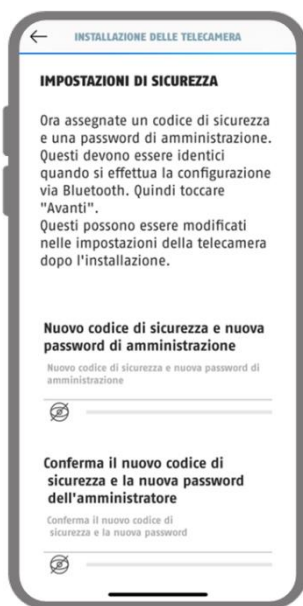 INSTALLAZIONE DELLE TELECAMERA
IMPOSTAZIONI DI SICUREZZA
Ora assegnate un codice di sicurezza
e una password di amministrazione.
Questi devono essere identici
quando si effettua la configurazione
via Bluetooth. Quindi toccare
"Avanti".
Questi possono essere modificati
nelle impostazioni della telecamera
dopo l'installazione.
Nuovo codice di sicurezza e nuova
password di amministrazione
Nuovo codice di sicurezza e nuova password di
amministrazione
Conferma il nuovo codice di
sicurezza e la nuova password
dell'amministratore
Conferma il nuovo codice di
sicurezza e la nuova password